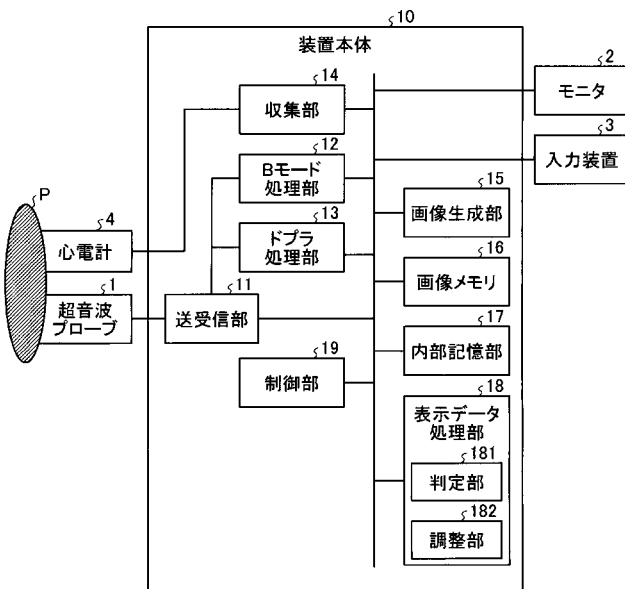 10
装置本体
2
モニタ
3
入力装置
14
収集部
12
Bモード
処理部
13
ドプラ
処理部
15
画像生成部
16
画像メモリ
17
内部記憶部
18
表示データ
処理部
181
判定部
182
調整部
P
4
心電計
1
超音波
プローブ
11
送受信部
19
制御部